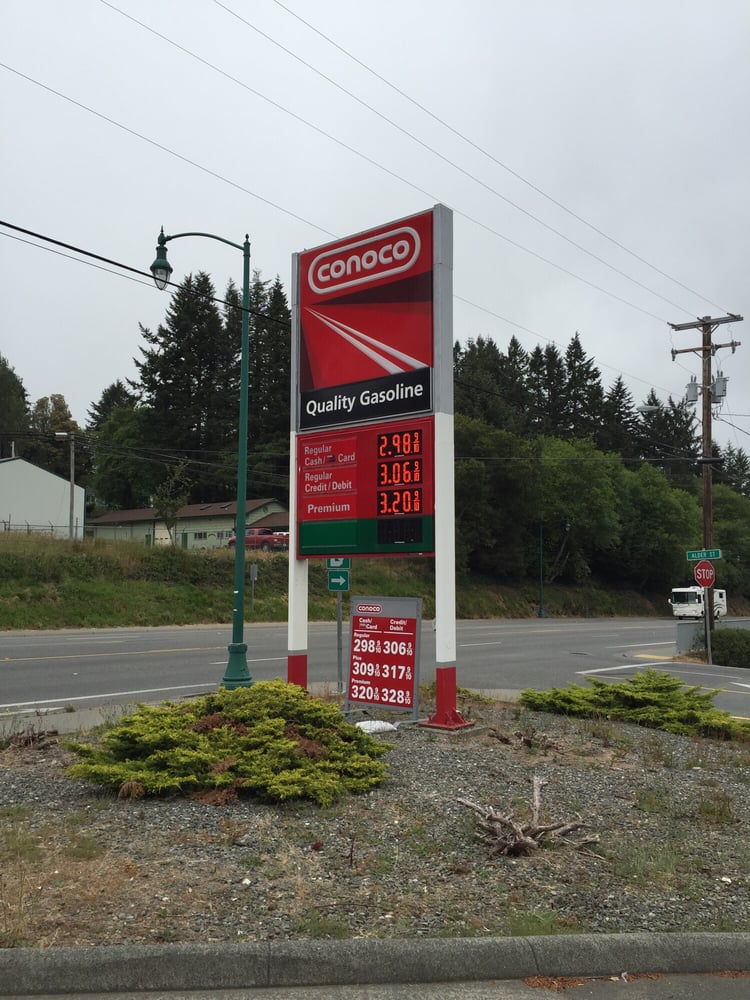 conoco
Quality Gasoline
Regular
Cash/ Card
2.98 9/10
Regular
Credit/Debit
3.06 9/10
Premium
3.20 9/10
conoco
Cash/ Card Credit/Debit
Regular
298 9/10 306 9/10
Plus
309 9/10 317 9/10
Premium
320 9/10 328 9/10
ALDER ST
STOP